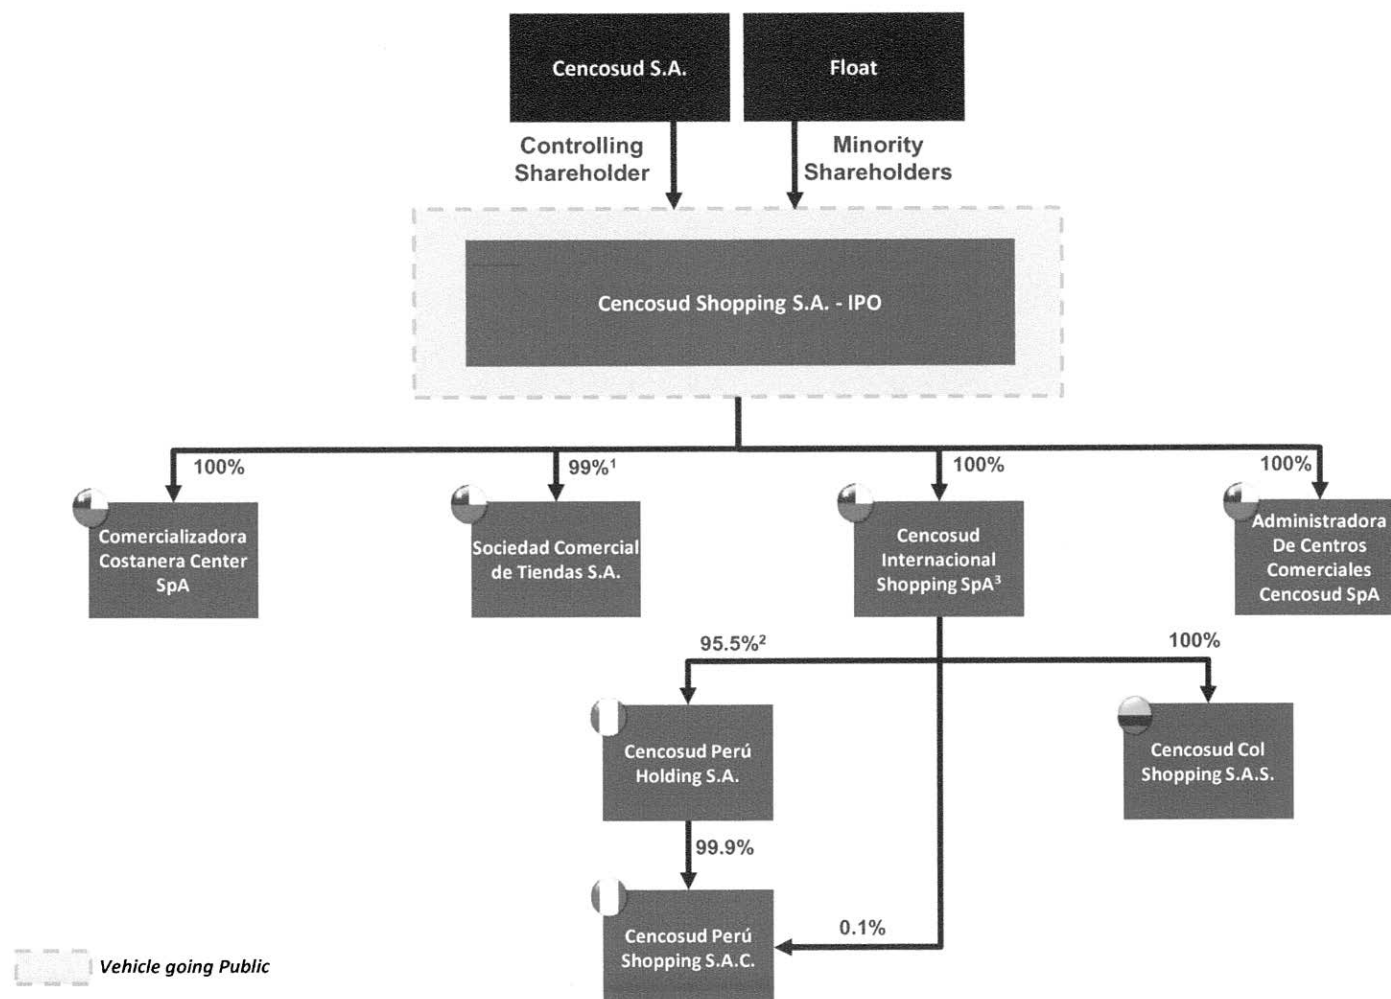 Cencosud S.A.
Float
Controlling
Shareholder
Minority
Shareholders
Cencosud Shopping S.A. - IPO
100%
99%¹
100%
100%
Comercializadora
Costanera Center
SpA
Sociedad Comercial
de Tiendas S.A.
Cencosud
Internacional
Shopping SpA³
Administradora
De Centros
Comerciales
Cencosud SpA
95.5%²
100%
Cencosud Perú
Holding S.A.
Cencosud Col
Shopping S.A.S.
99.9%
0.1%
Cencosud Perú
Shopping S.A.C.
Vehicle going Public